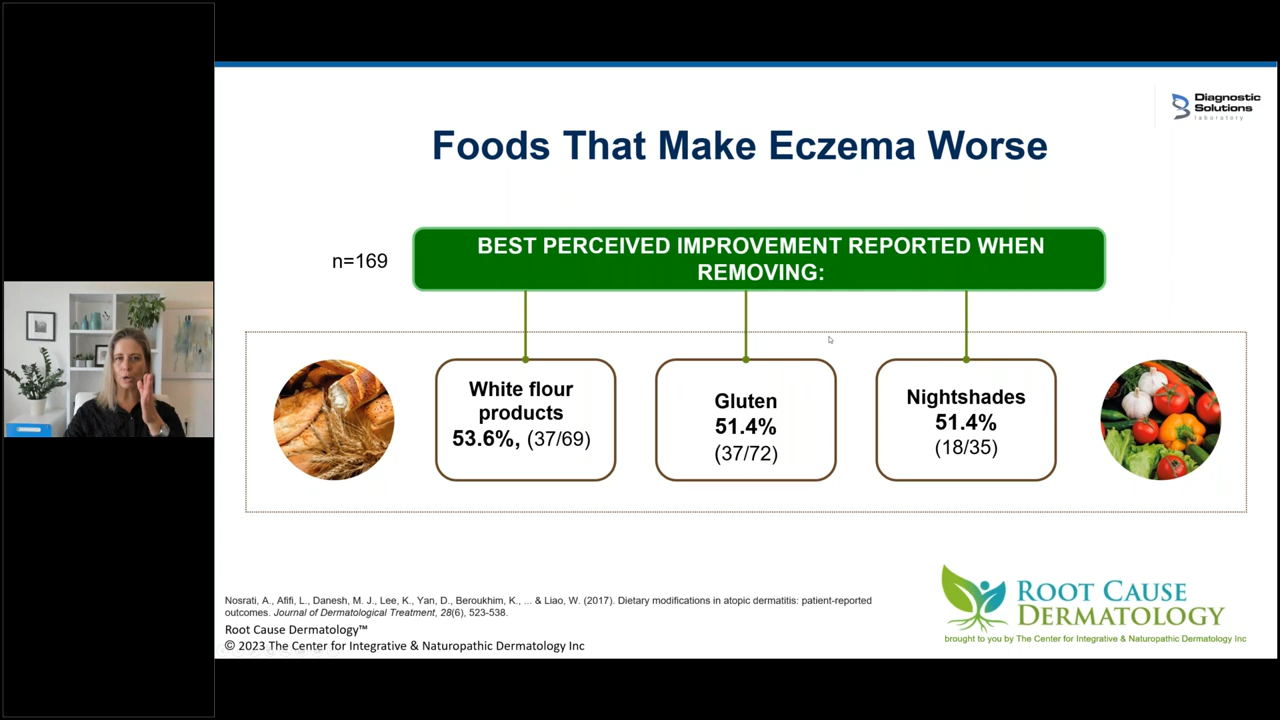 Diagnostic
Solutions
laboratory
Foods That Make Eczema Worse
n=169
BEST PERCEIVED IMPROVEMENT REPORTED WHEN
REMOVING:
White flour
products
53.6%, (37/69)
Gluten
51.4%
(37/72)
Nightshades
51.4%
(18/35)
Nosrati, A., Afifi, L., Danesh, M. J., Lee, K., Yan, D., Beroukhim, K., ... & Liao, W. (2017). Dietary modifications in atopic dermatitis: patient-reported
outcomes. Journal of Dermatological Treatment, 28(6), 523-538.
Root Cause Dermatology™
© 2023 The Center for Integrative & Naturopathic Dermatology Inc
ROOT CAUSE
DERMATOLOGY
brought to you by The Center for Integrative & Naturopathic Dermatology Inc